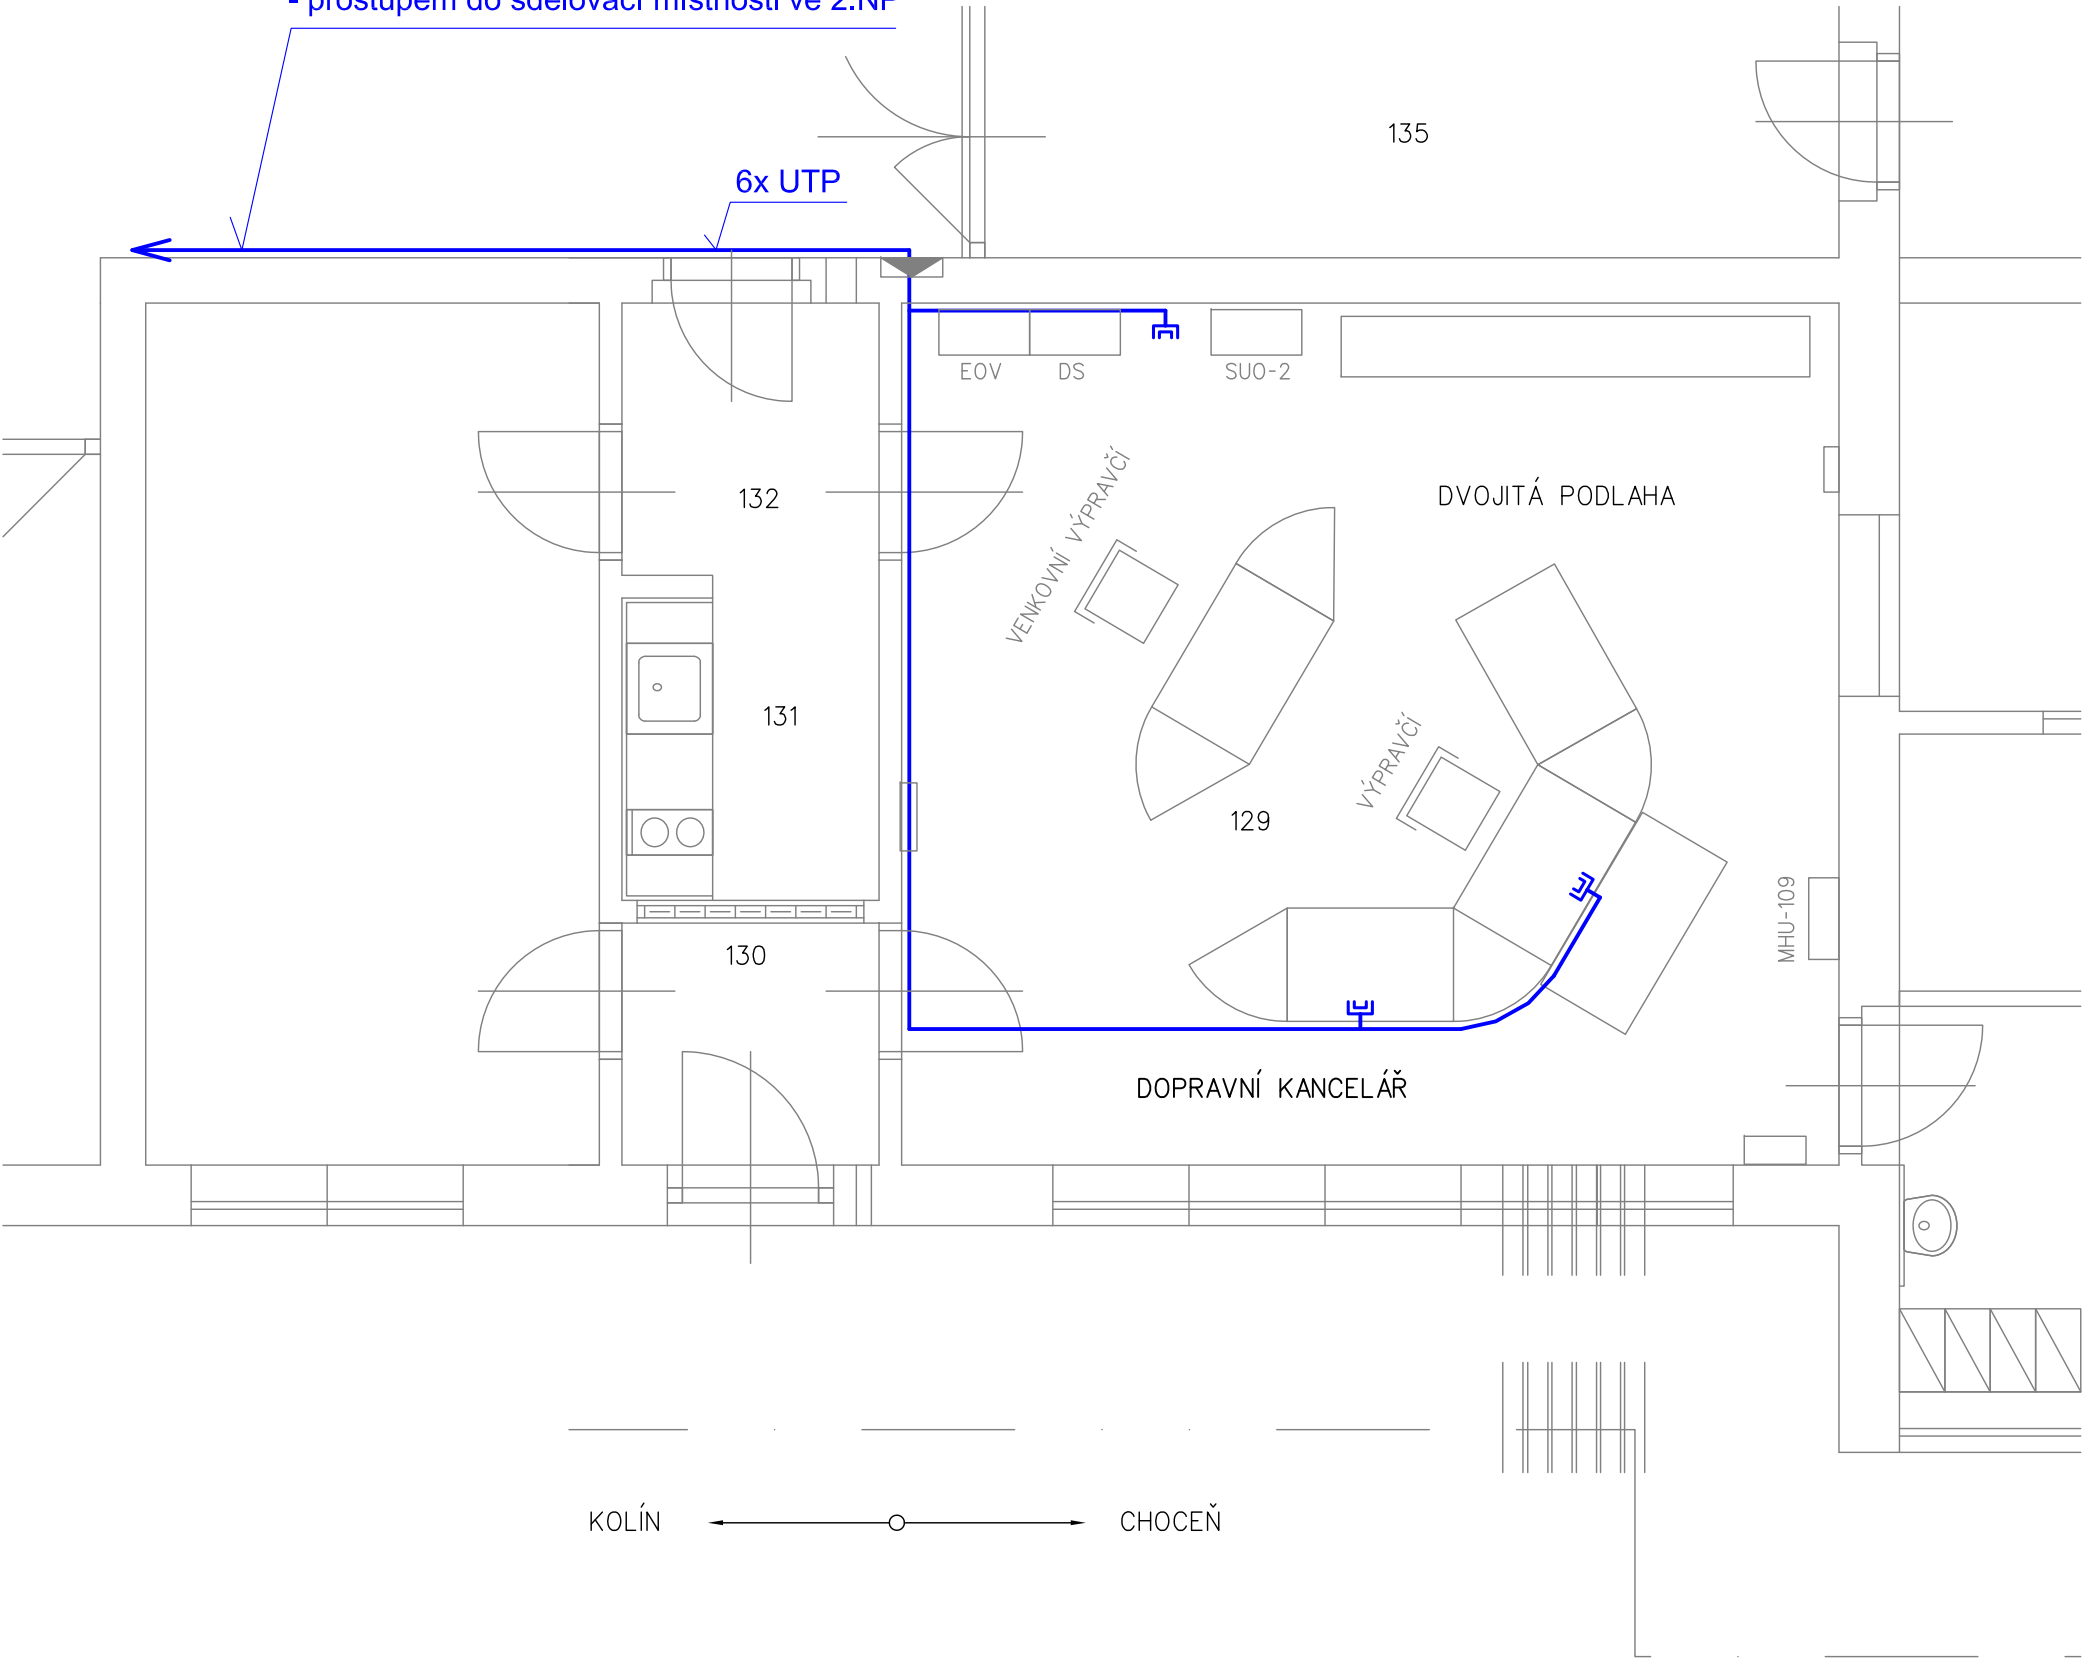 - prostupem do sdělovací místnosti ve 2.NP
135
6x UTP
EOV
DS
SUO-2
VENKOVNÍ VÝPRAVČÍ
132
DVOJITÁ PODLAHA
131
VÝPRAVČÍ
129
MHU-109
130
DOPRAVNÍ KANCELÁŘ
KOLÍN
CHOCEŇ